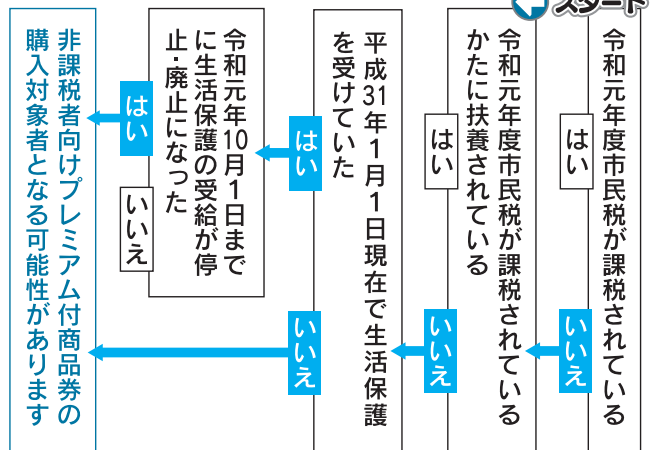 スタート
令和元年度市民税が課税されている
はい
いいえ
令和元年度市民税が課税されている
かたに扶養されている
はい
いいえ
平成31年1月1日現在で生活保護
を受けていた
はい
いいえ
令和元年10月1日まで
に生活保護の受給が停
止・廃止になった
はい
いいえ
非課税者向けプレミアム付商品券の
購入対象者となる可能性があります